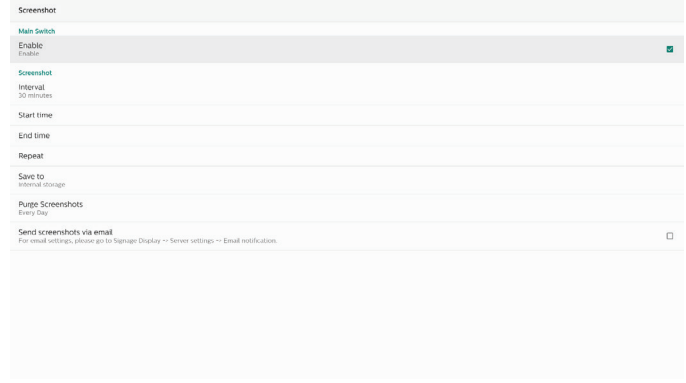 Screenshot
Main Switch
Enable
Enable
Screenshot
Interval
30 minutes
Start time
End time
Repeat
Save to
Internal storage
Purge Screenshots
Every Day
Send screenshots via email
For email settings, please go to Signage Display -- Server settings -- Email notification.